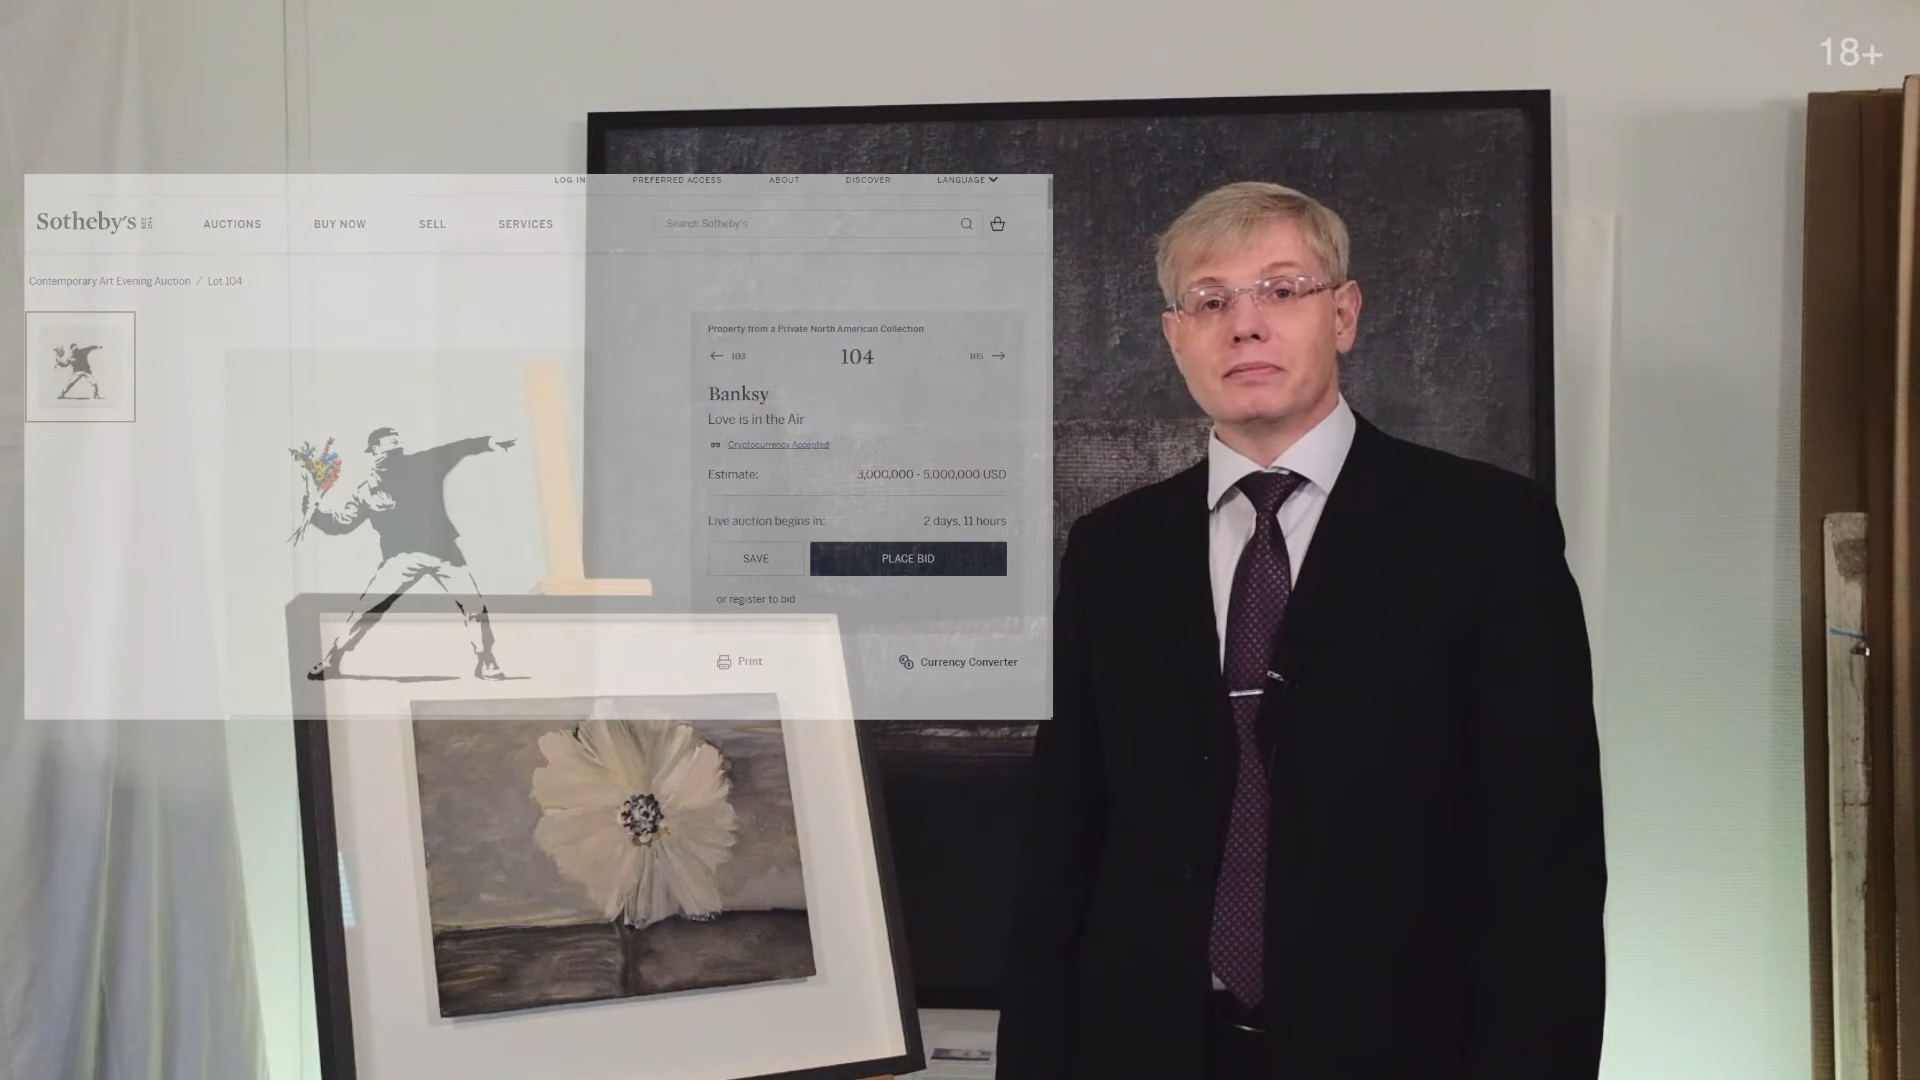 18+
LOG IN PREFERRED ACCESS ABOUT DISCOVER LANGUAGE
Sotheby's AUCTIONS BUY NOW SELL SERVICES Search Sotheby's
Contemporary Art Evening Auction / Lot 104
Property from a Private North American Collection
103 104 105
Banksy
Love is in the Air
Cryptocurrency Accepted
Estimate: 3,000,000 - 5,000,000 USD
Live auction begins in: 2 days, 11 hours
SAVE PLACE BID
or register to bid
Print Currency Converter